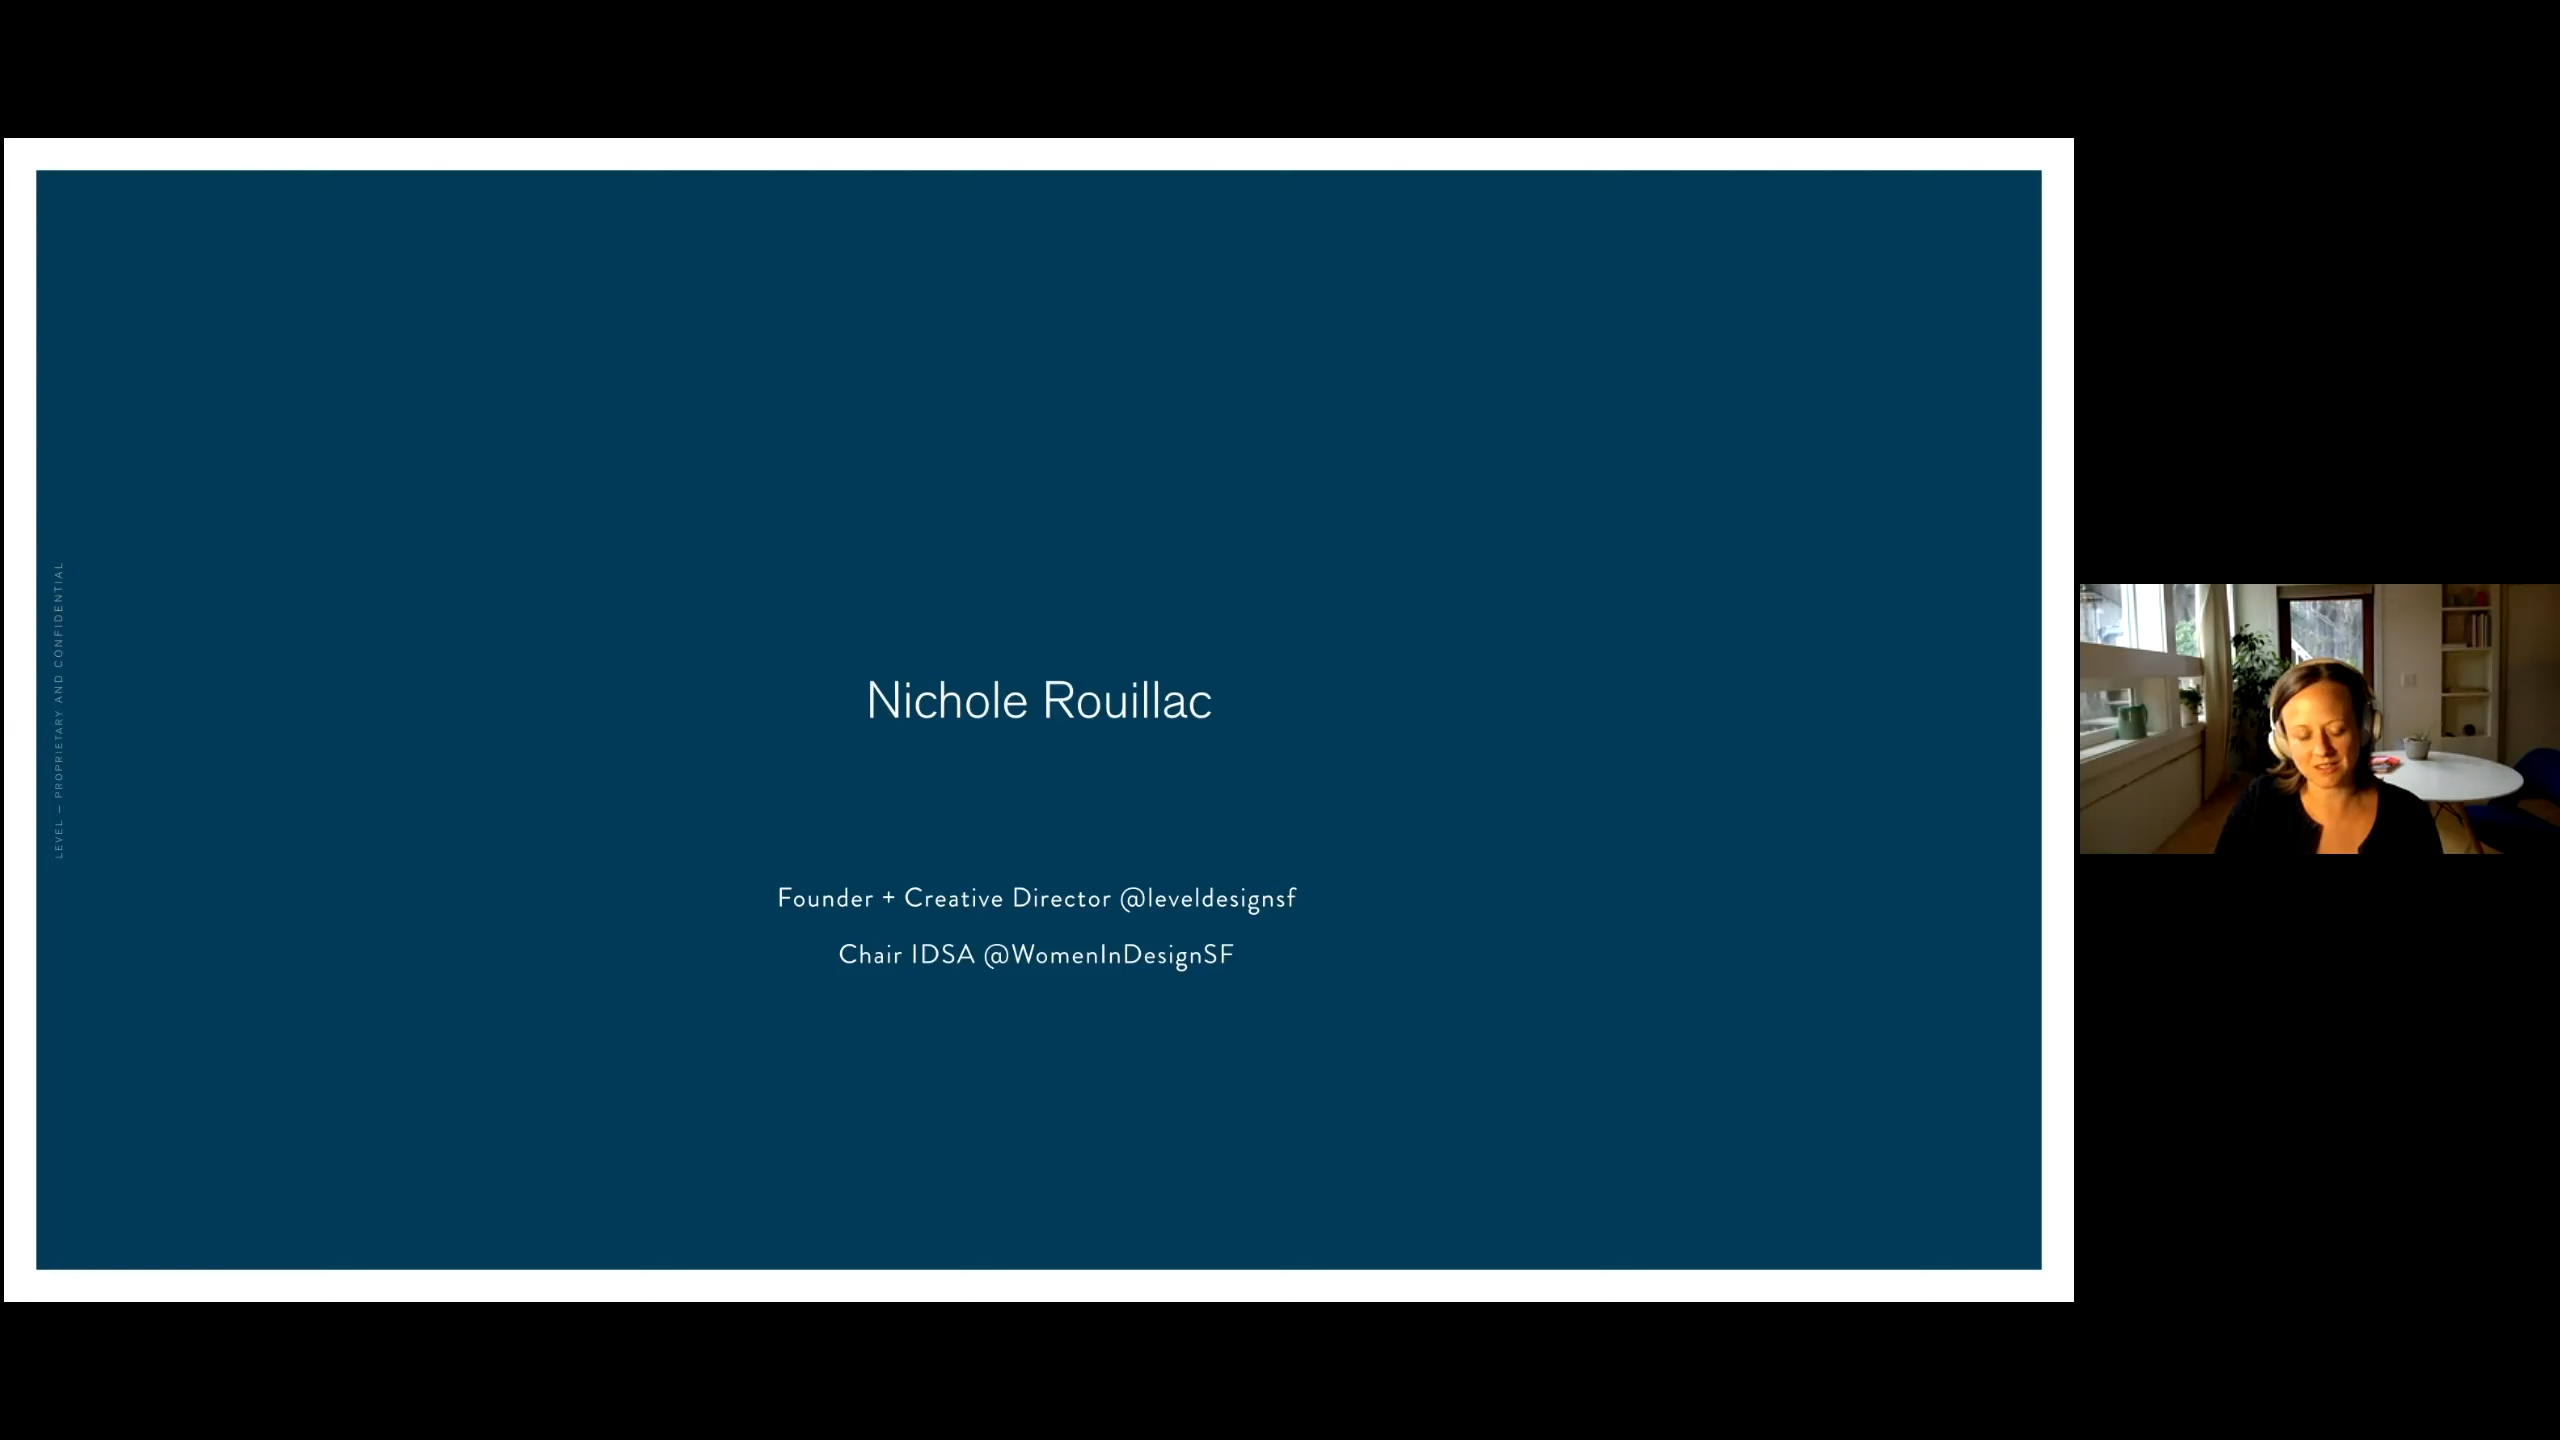 Nichole Rouillac
Founder + Creative Director @leveldesignsf
Chair IDSA @WomenInDesignSF
LEVEL — PROPRIETARY AND CONFIDENTIAL